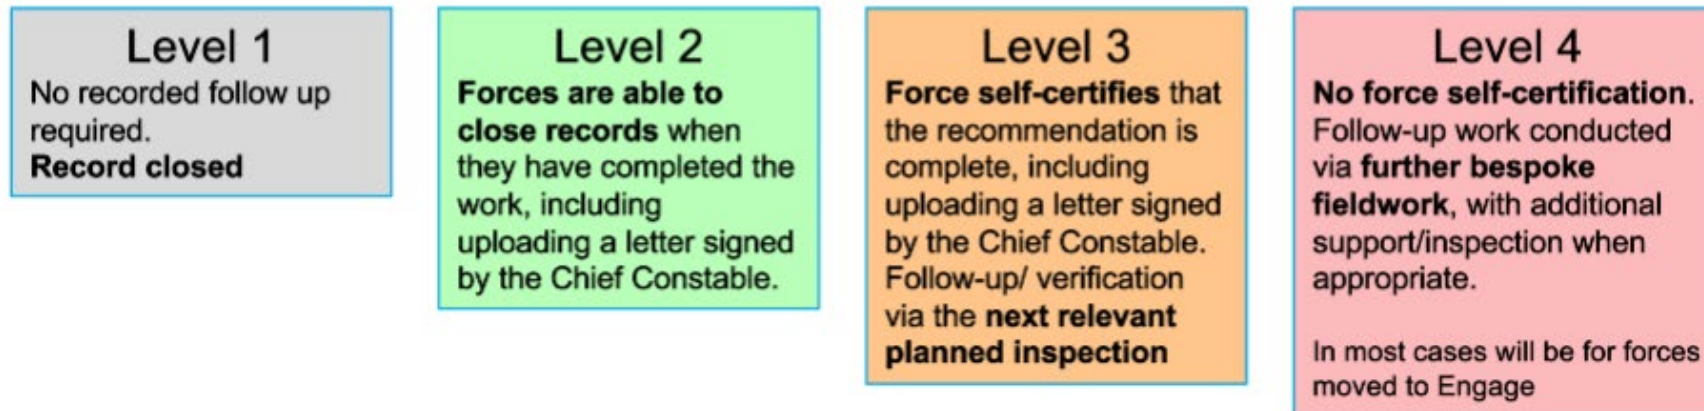 Level 1
No recorded follow up
required.
Record closed
Level 2
Forces are able to
close records when
they have completed the
work, including
uploading a letter signed
by the Chief Constable.
Level 3
Force self-certifies that
the recommendation is
complete, including
uploading a letter signed
by the Chief Constable.
Follow-up/ verification
via the next relevant
planned inspection
Level 4
No force self-certification.
Follow-up work conducted
via further bespoke
fieldwork, with additional
support/inspection when
appropriate.
In most cases will be for forces
moved to Engage